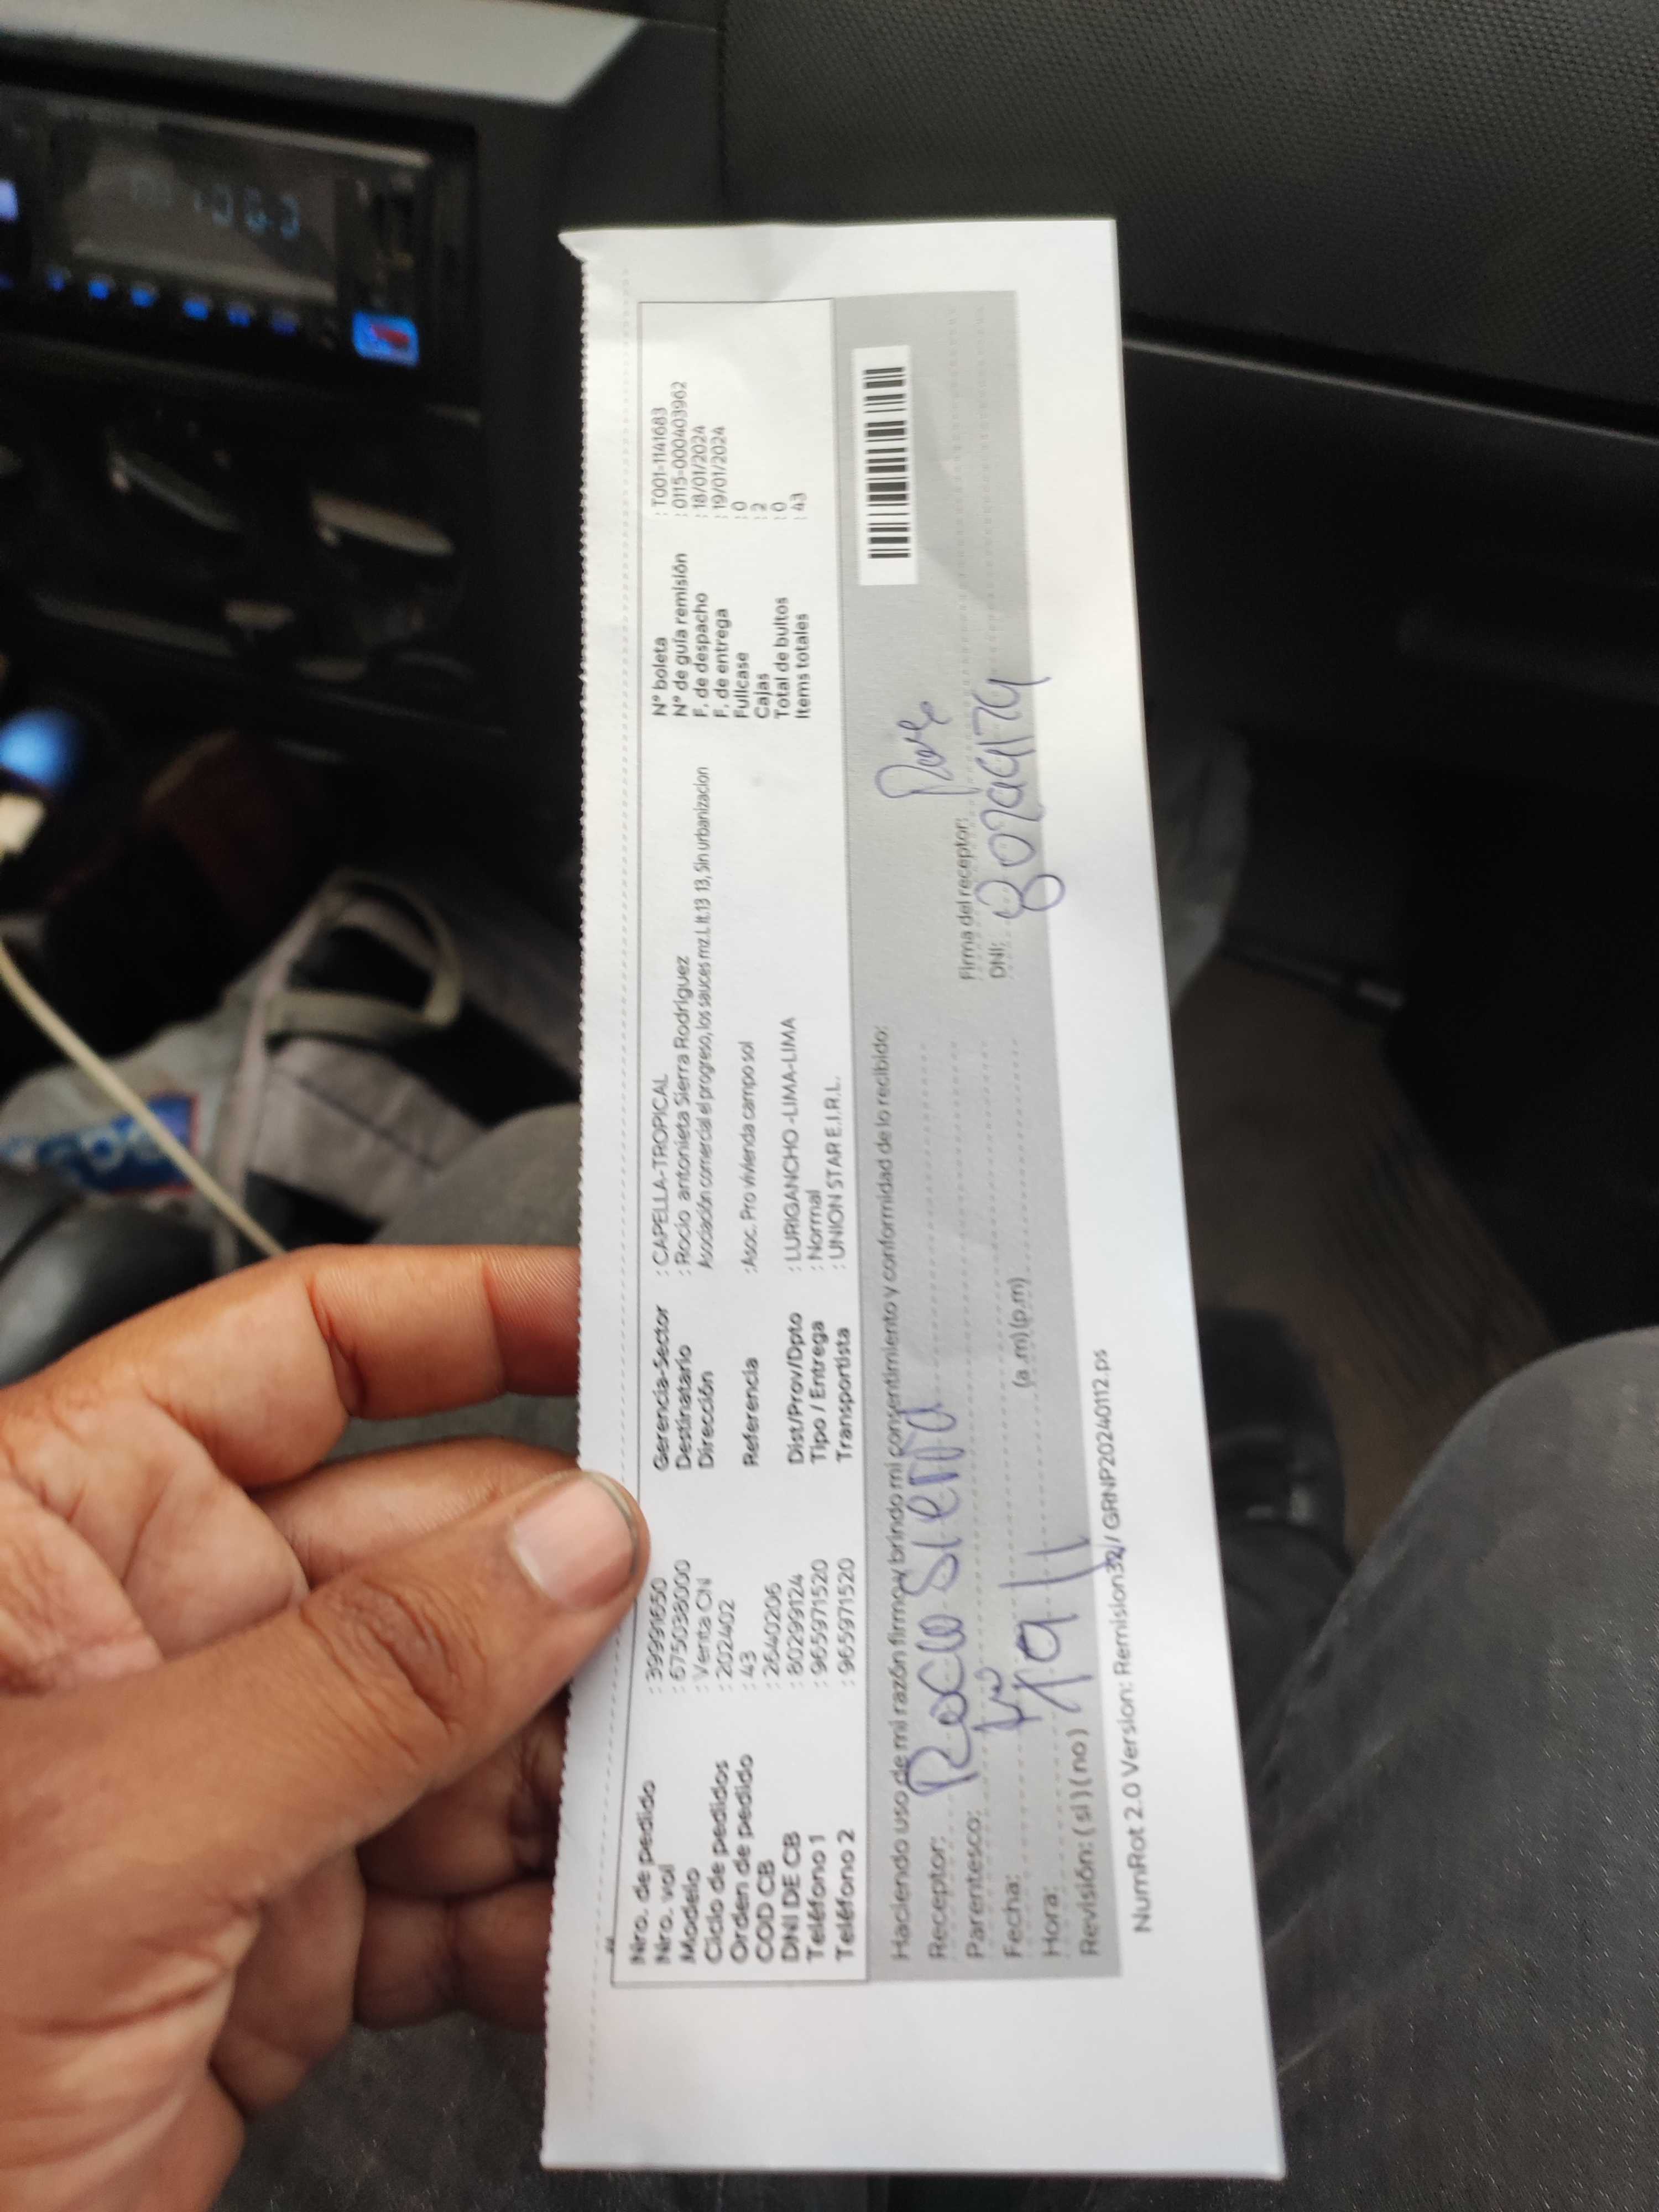 Nro. de pedido : 39991650 Gerencia-Sector : CAPELLA-TROPICAL N° boleta : T001-1141683
Nro. wol : 675038000 Destinatario : Rocio antonieta Sierra Rodriguez N° de guía remisión : 0115-000403962
Modelo : Venta ON Dirección Asociación comercial el progreso, los sauces mz.L lt.13 13, Sin urbanizacion F. de despacho : 18/01/2024
Ciclo de pedidos : 202402 F. de entrega : 19/01/2024
Orden de pedido : 43 Referencia : Asoc. Pro vivienda campo sol Fullcase : 0
COD CB : 2640206 Cajas : 2
DNI DE CB : 80299124 Dist/Prov/Dpto : LURIGANCHO -LIMA-LIMA Total de bultos : 0
Teléfono 1 : 965971520 Tipo / Entrega : Normal Items totales : 43
Teléfono 2 : 965971520 Transportista : UNION STAR E.I.R.L.
Haciendo uso de mi razón firmo y brindo mi consentimiento y conformidad de lo recibido:
Receptor: Rocio Sierra Firma del receptor:
Parentesco: DNI:
Fecha: 19/1
Hora: (a .m) (p.m)
Revisión: ( si ) ( no )
NumRot 2.0 Version: Remision32/ / GRNP20240112.ps